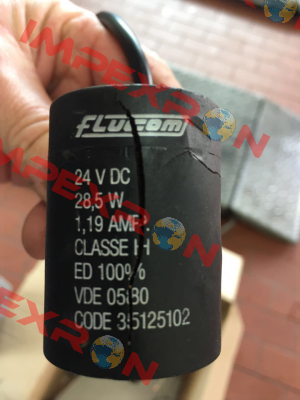 FLUCOM
24 V DC
28,5 W
1,19 AMP.
CLASSE H
ED 100%
VDE 0580
CODE 35125102
IMPEXRON
IMPEXRON
IMPEXRON